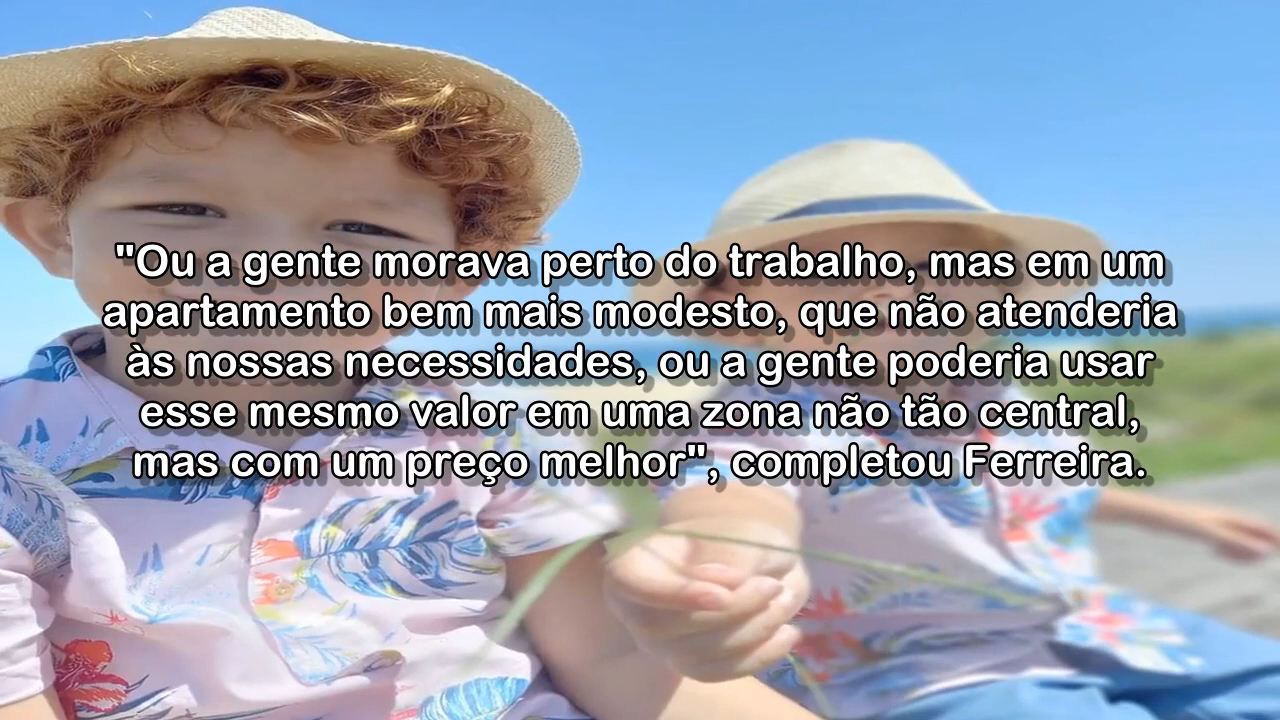 "Ou a gente morava perto do trabalho, mas em um
apartamento bem mais modesto, que não atenderia
às nossas necessidades, ou a gente poderia usar
esse mesmo valor em uma zona não tão central,
mas com um preço melhor", completou Ferreira.